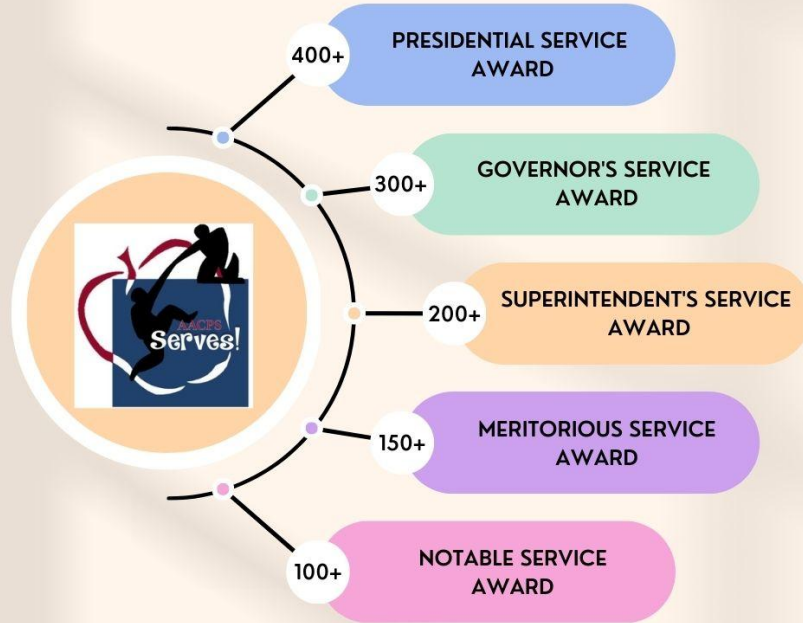 400+
PRESIDENTIAL SERVICE
AWARD
300+
GOVERNOR'S SERVICE
AWARD
200+
SUPERINTENDENT'S SERVICE
AWARD
150+
MERITORIOUS SERVICE
AWARD
100+
NOTABLE SERVICE
AWARD
AACPS
Serves!